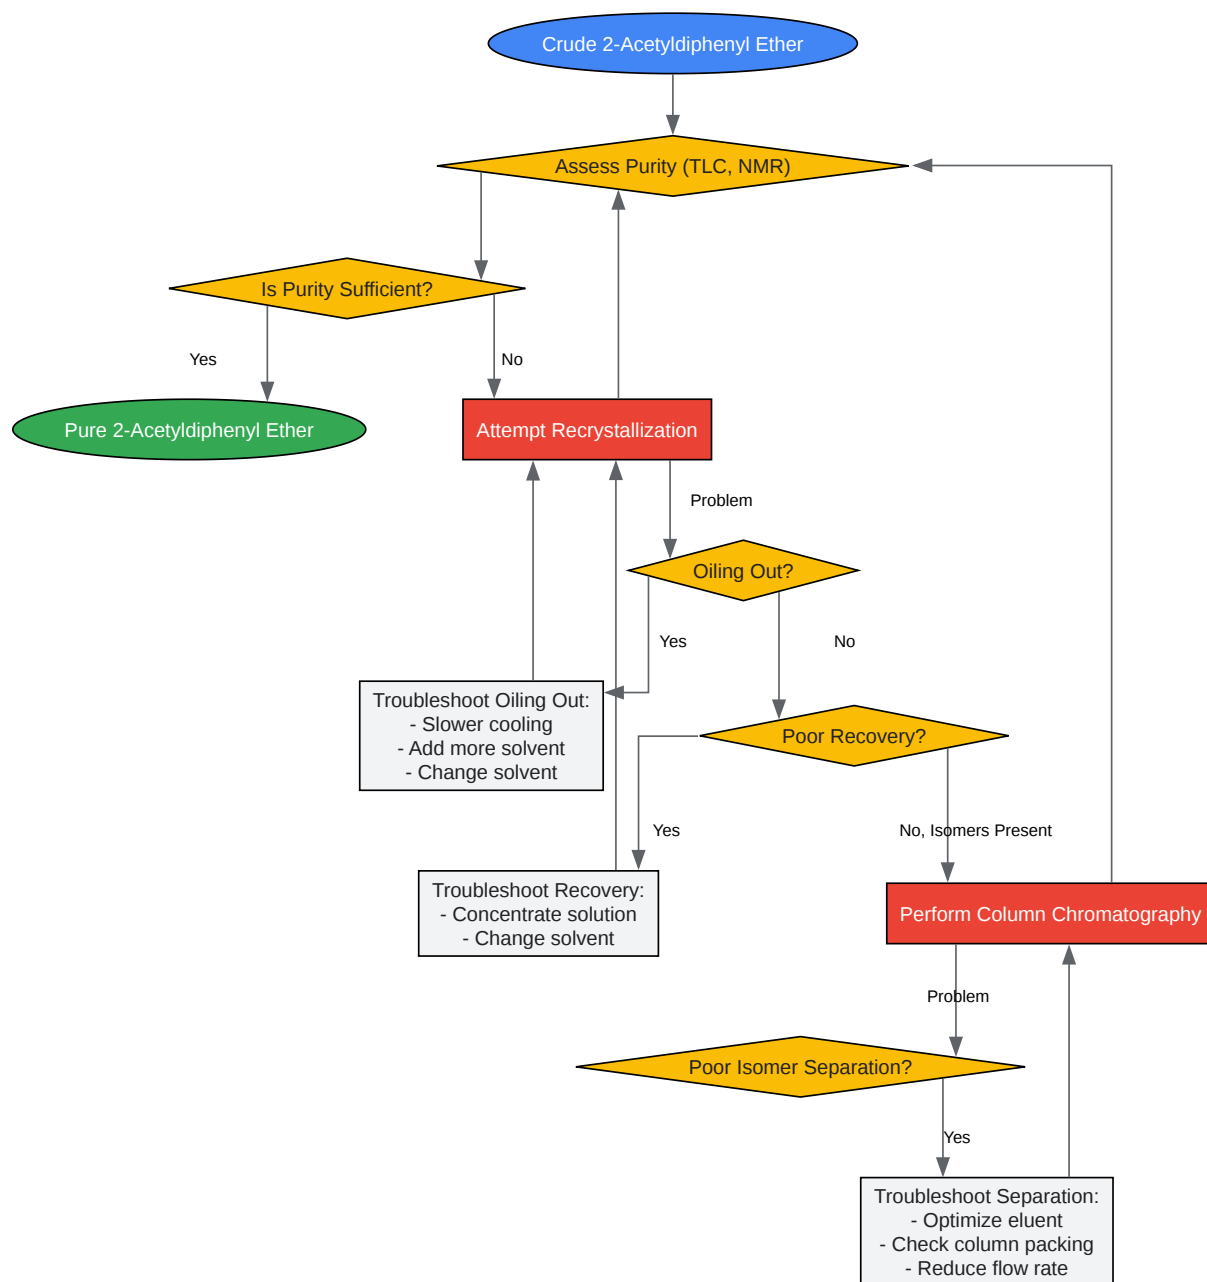 Crude 2-Acetyldiphenyl Ether
Assess Purity (TLC, NMR)
Is Purity Sufficient?
Yes
No
Pure 2-Acetyldiphenyl Ether
Attempt Recrystallization
Problem
Oiling Out?
Yes
No
Troubleshoot Oiling Out:
- Slower cooling
- Add more solvent
- Change solvent
Poor Recovery?
Yes
No, Isomers Present
Troubleshoot Recovery:
- Concentrate solution
- Change solvent
Perform Column Chromatography
Problem
Poor Isomer Separation?
Yes
Troubleshoot Separation:
- Optimize eluent
- Check column packing
- Reduce flow rate